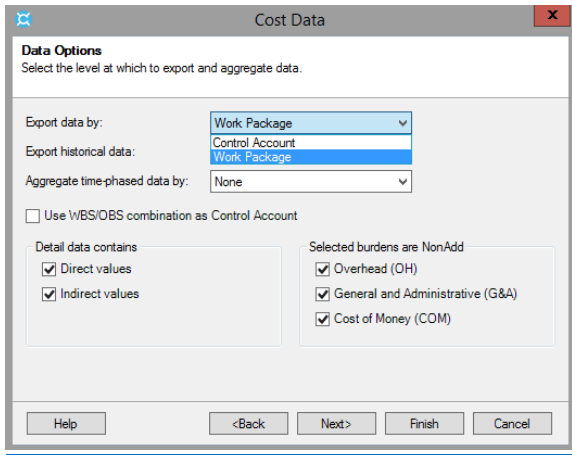 Cost Data
x
Data Options
Select the level at which to export and aggregate data.
Export data by: Work Package
Control Account
Export historical data: Work Package
Aggregate time-phased data by: None
Use WBS/OBS combination as Control Account
Detail data contains
Direct values
Indirect values
Selected burdens are NonAdd
Overhead (OH)
General and Administrative (G&A)
Cost of Money (COM)
Help <Back Next> Finish Cancel